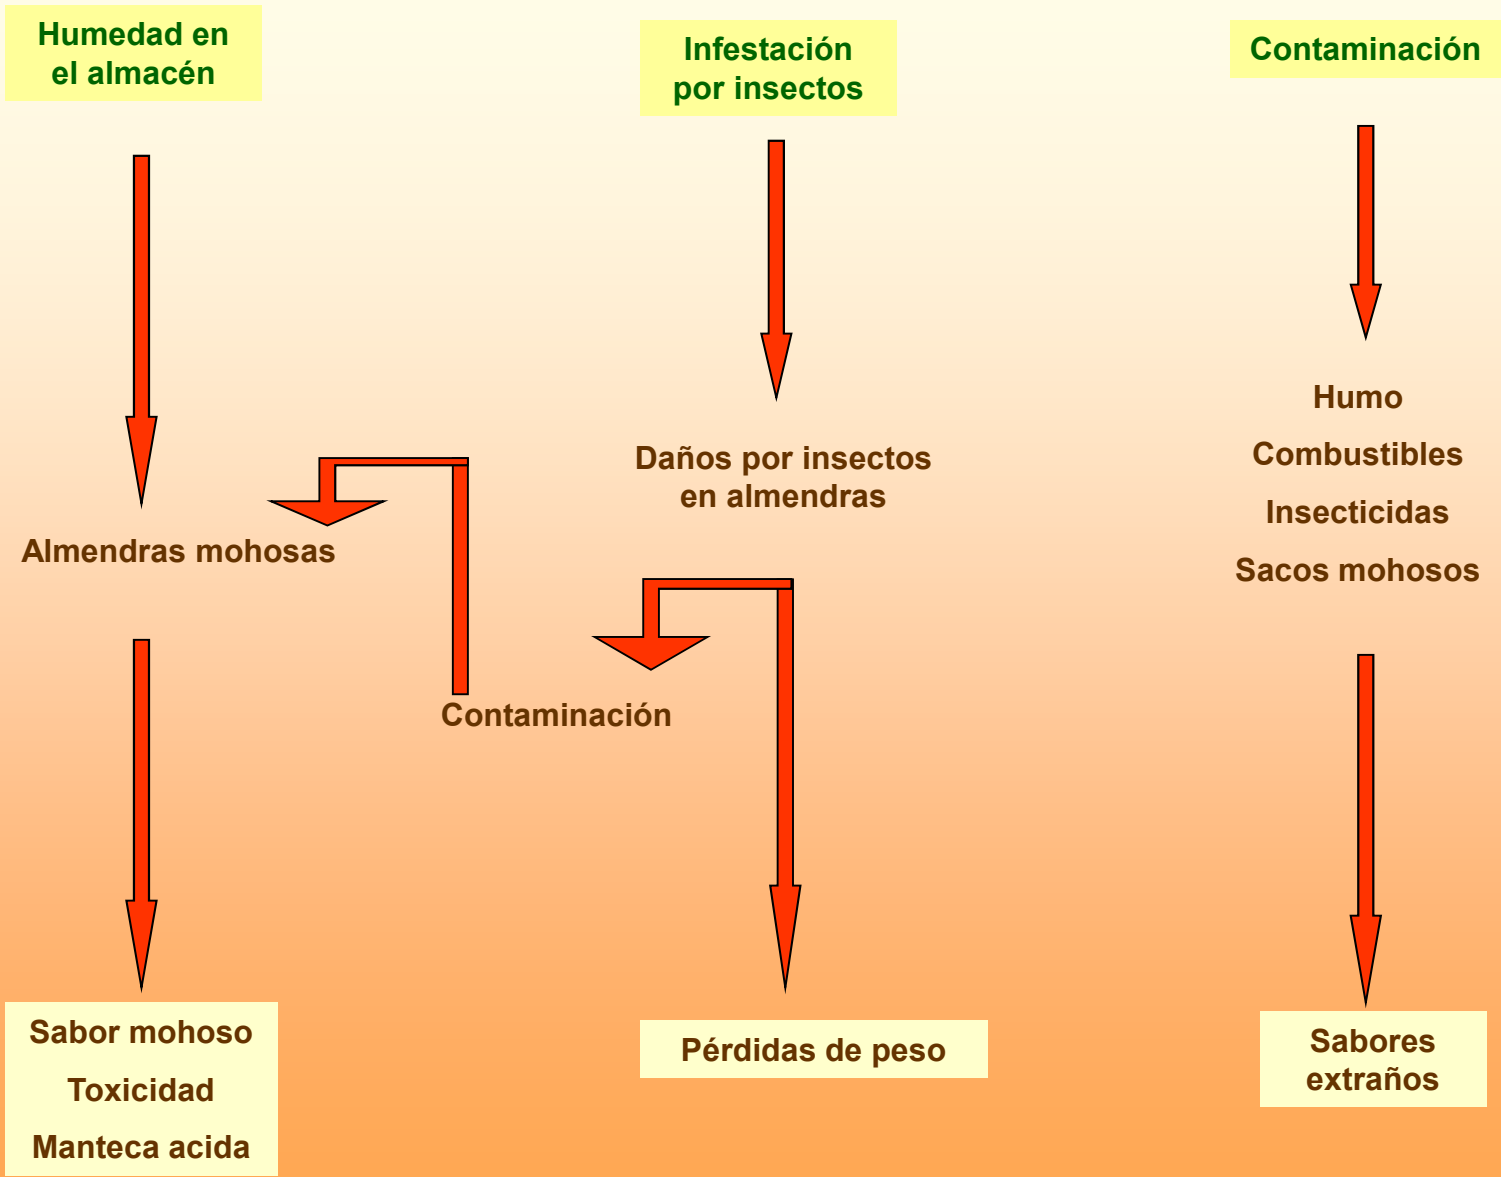 Humedad en
el almacén
Infestación
por insectos
Contaminación
Humo
Combustibles
Insecticidas
Sacos mohosos
Daños por insectos
en almendras
Almendras mohosas
Contaminación
Sabor mohoso
Toxicidad
Manteca acida
Pérdidas de peso
Sabores
extraños